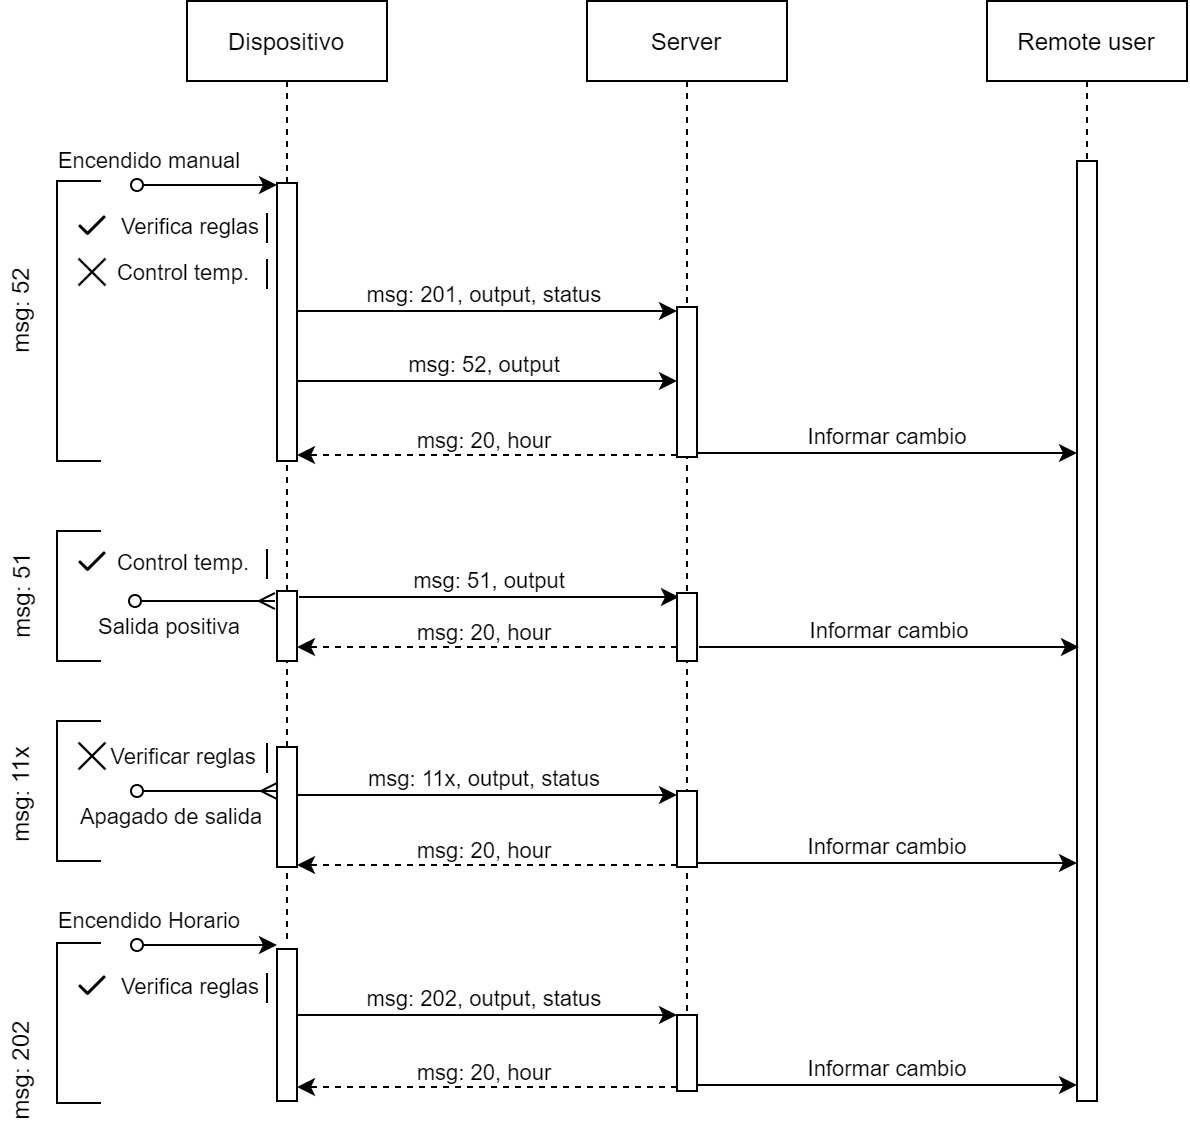 Dispositivo
Server
Remote user
Encendido manual
msg: 52
Verifica reglas
Control temp.
msg: 201, output, status
msg: 52, output
msg: 20, hour
Informar cambio
msg: 51
Control temp.
Salida positiva
msg: 51, output
msg: 20, hour
Informar cambio
msg: 11x
Verificar reglas
Apagado de salida
msg: 11x, output, status
msg: 20, hour
Informar cambio
Encendido Horario
msg: 202
Verifica reglas
msg: 202, output, status
msg: 20, hour
Informar cambio